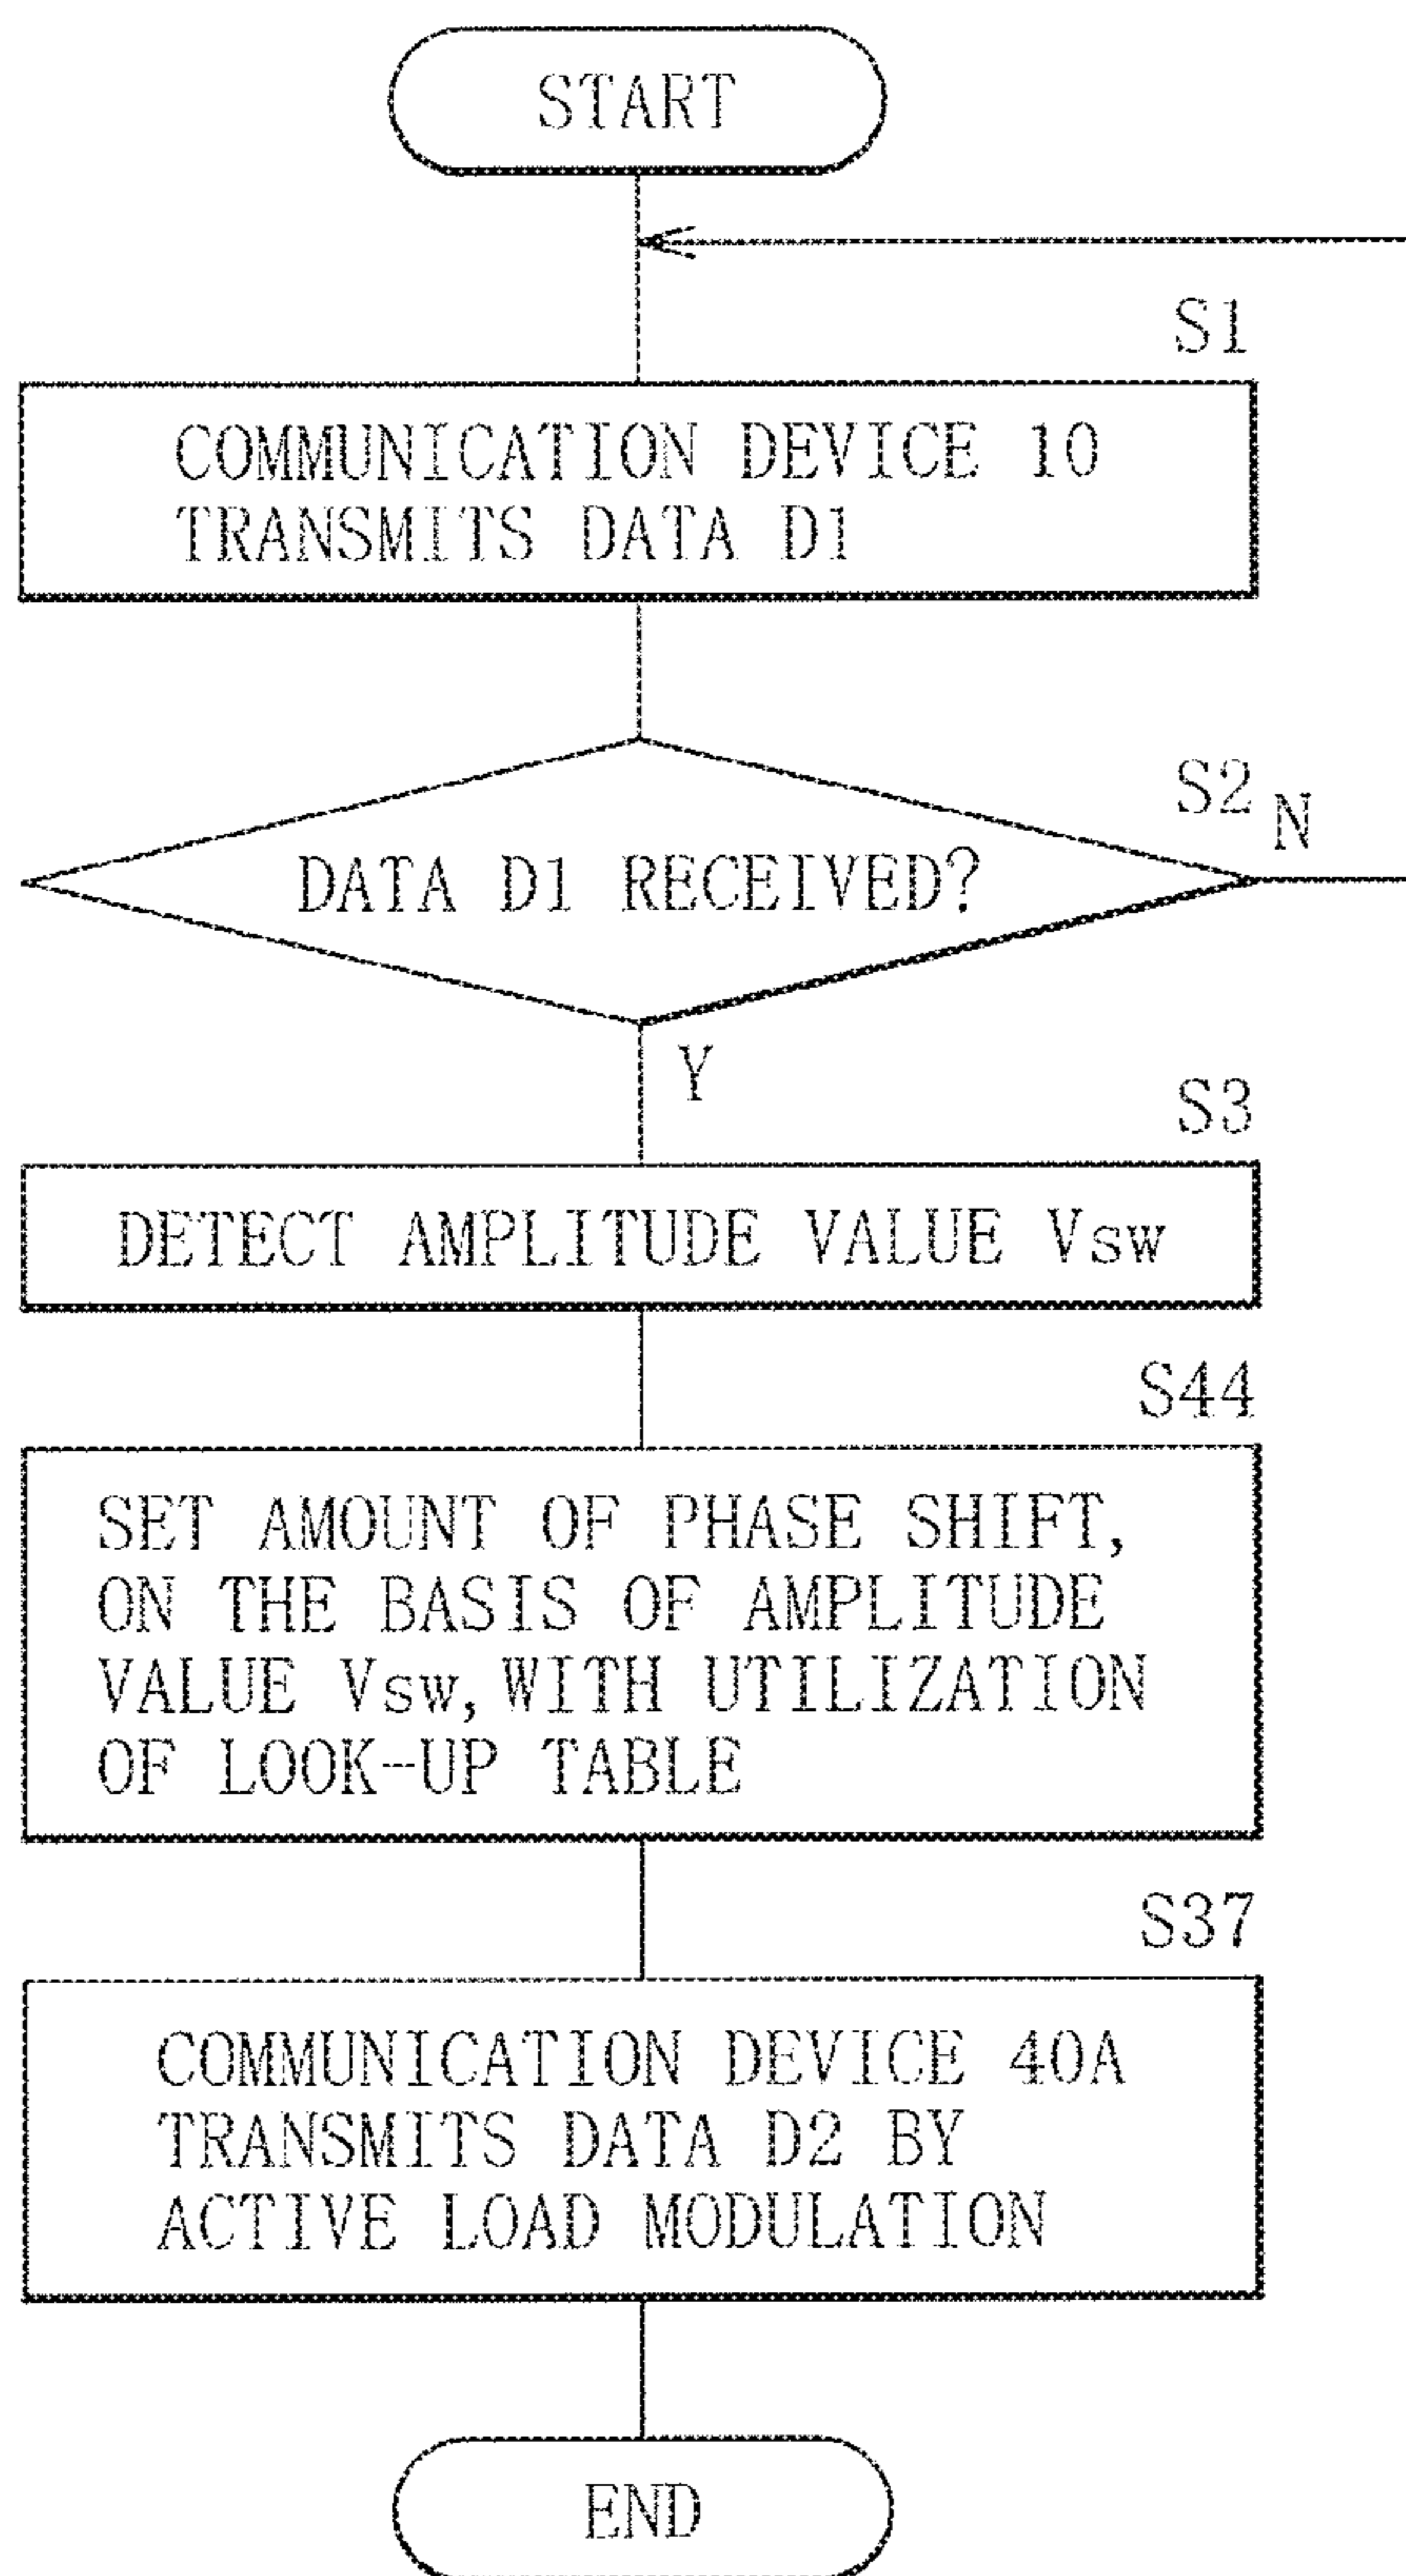 START
S1
COMMUNICATION DEVICE 10
TRANSMITS DATA D1
S2
N
DATA D1 RECEIVED?
Y
S3
DETECT AMPLITUDE VALUE Vsw
S44
SET AMOUNT OF PHASE SHIFT,
ON THE BASIS OF AMPLITUDE
VALUE Vsw, WITH UTILIZATION
OF LOOK-UP TABLE
S37
COMMUNICATION DEVICE 40A
TRANSMITS DATA D2 BY
ACTIVE LOAD MODULATION
END